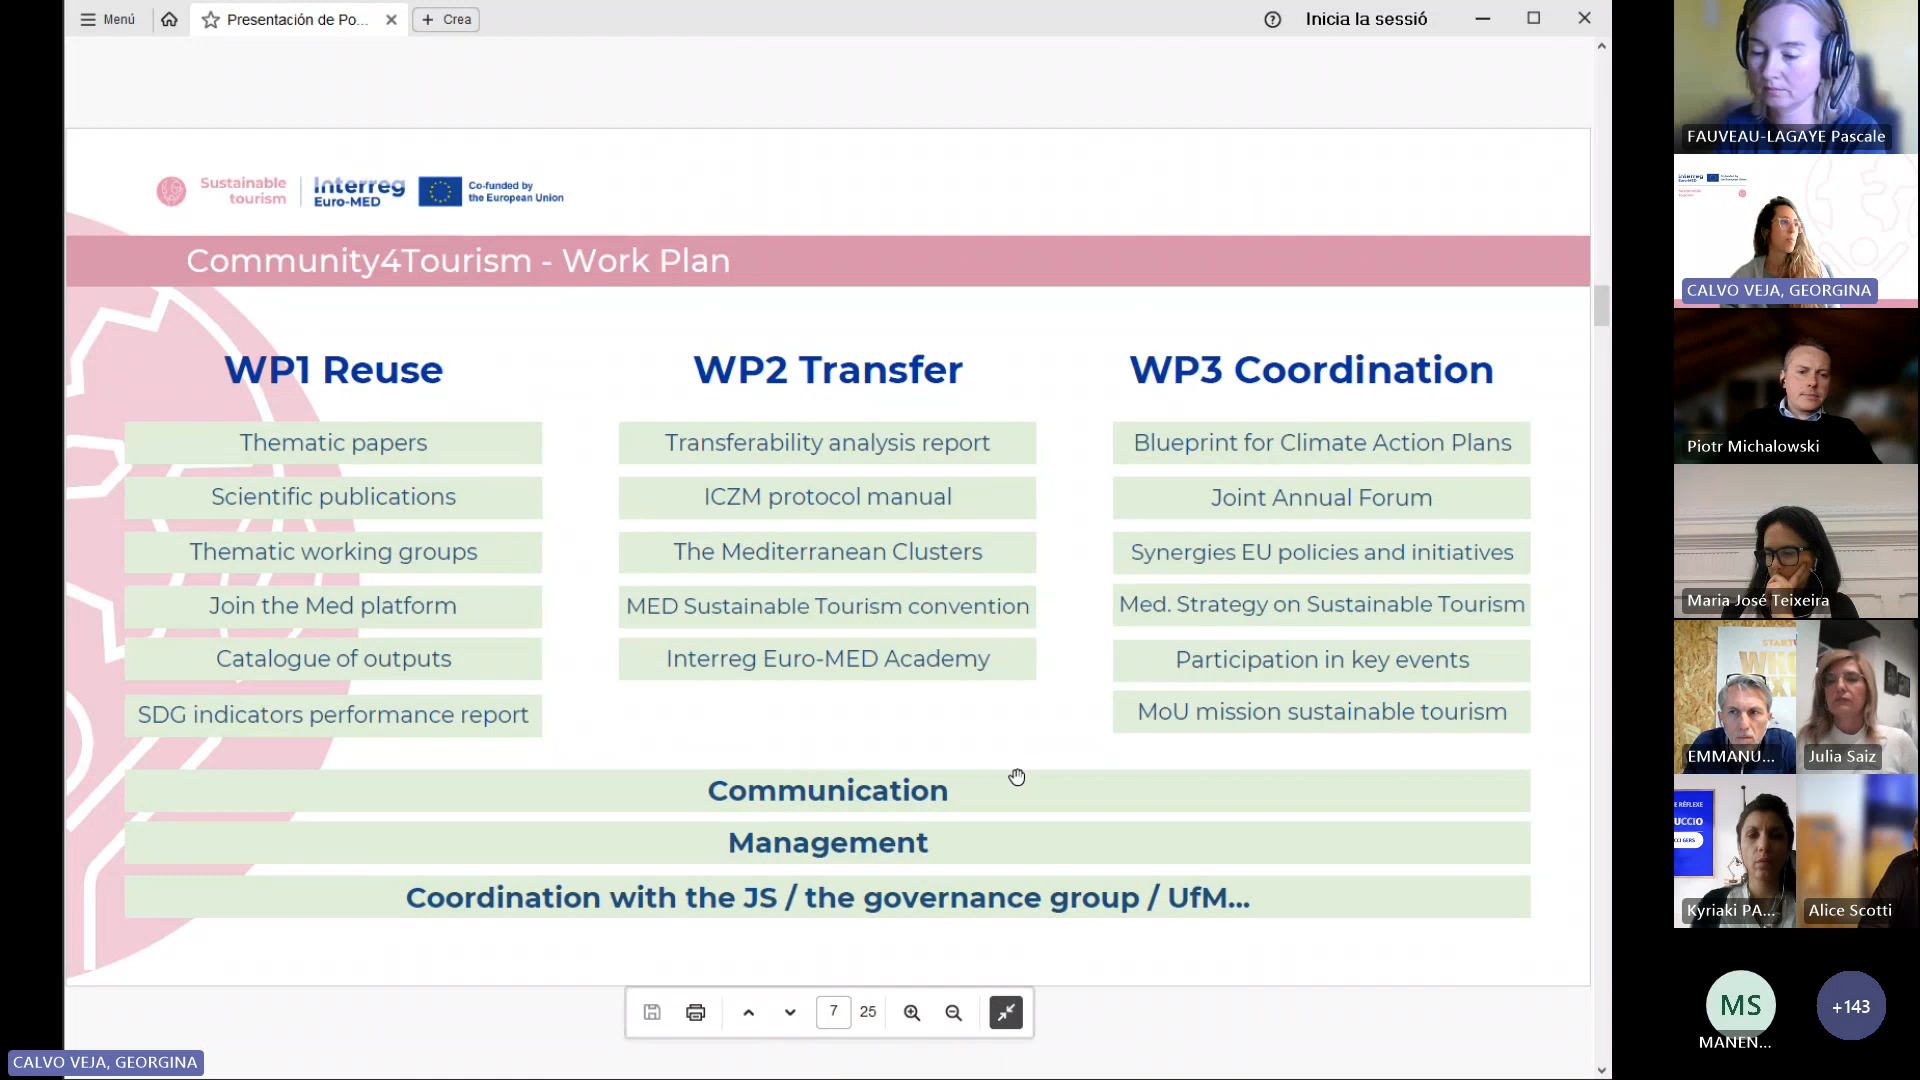 Menú
Presentación de Po...
Crea
Inicia la sessió
Sustainable
tourism
Interreg
Euro-MED
Co-funded by
the European Union
Community4Tourism - Work Plan
WP1 Reuse
Thematic papers
Scientific publications
Thematic working groups
Join the Med platform
Catalogue of outputs
SDG indicators performance report
WP2 Transfer
Transferability analysis report
ICZM protocol manual
The Mediterranean Clusters
MED Sustainable Tourism convention
Interreg Euro-MED Academy
WP3 Coordination
Blueprint for Climate Action Plans
Joint Annual Forum
Synergies EU policies and initiatives
Med. Strategy on Sustainable Tourism
Participation in key events
MoU mission sustainable tourism
Communication
Management
Coordination with the JS / the governance group / UfM...
7
25
CALVO VEJA, GEORGINA
FAUVEAU-LAGAYE Pascale
Interreg
CALVO VEJA, GEORGINA
Piotr Michalowski
Maria José Teixeira
EMMANU...
Julia Saiz
Kyriaki PA...
Alice Scotti
MS
MANEN...
+143